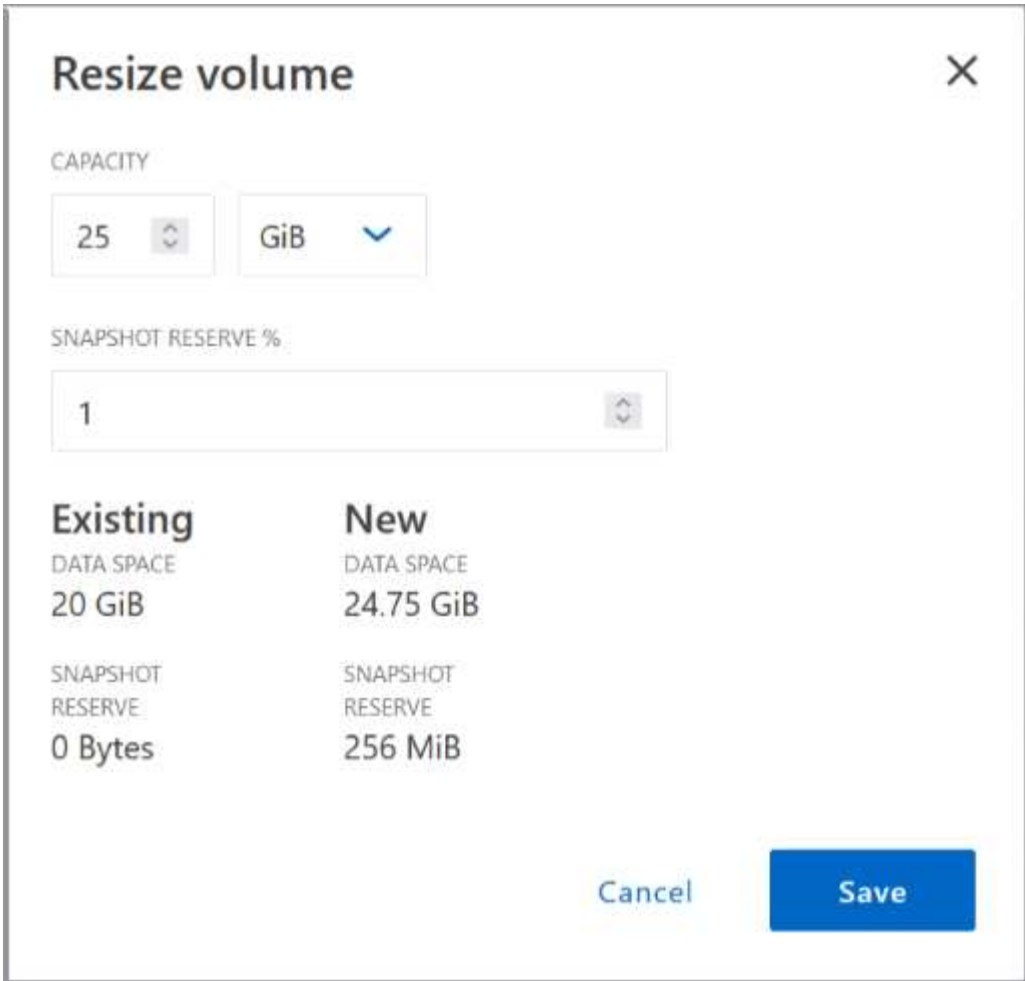 Resize volume
CAPACITY
25 GiB
SNAPSHOT RESERVE %
1
Existing New
DATA SPACE DATA SPACE
20 GiB 24.75 GiB
SNAPSHOT SNAPSHOT
RESERVE RESERVE
0 Bytes 256 MiB
Cancel Save